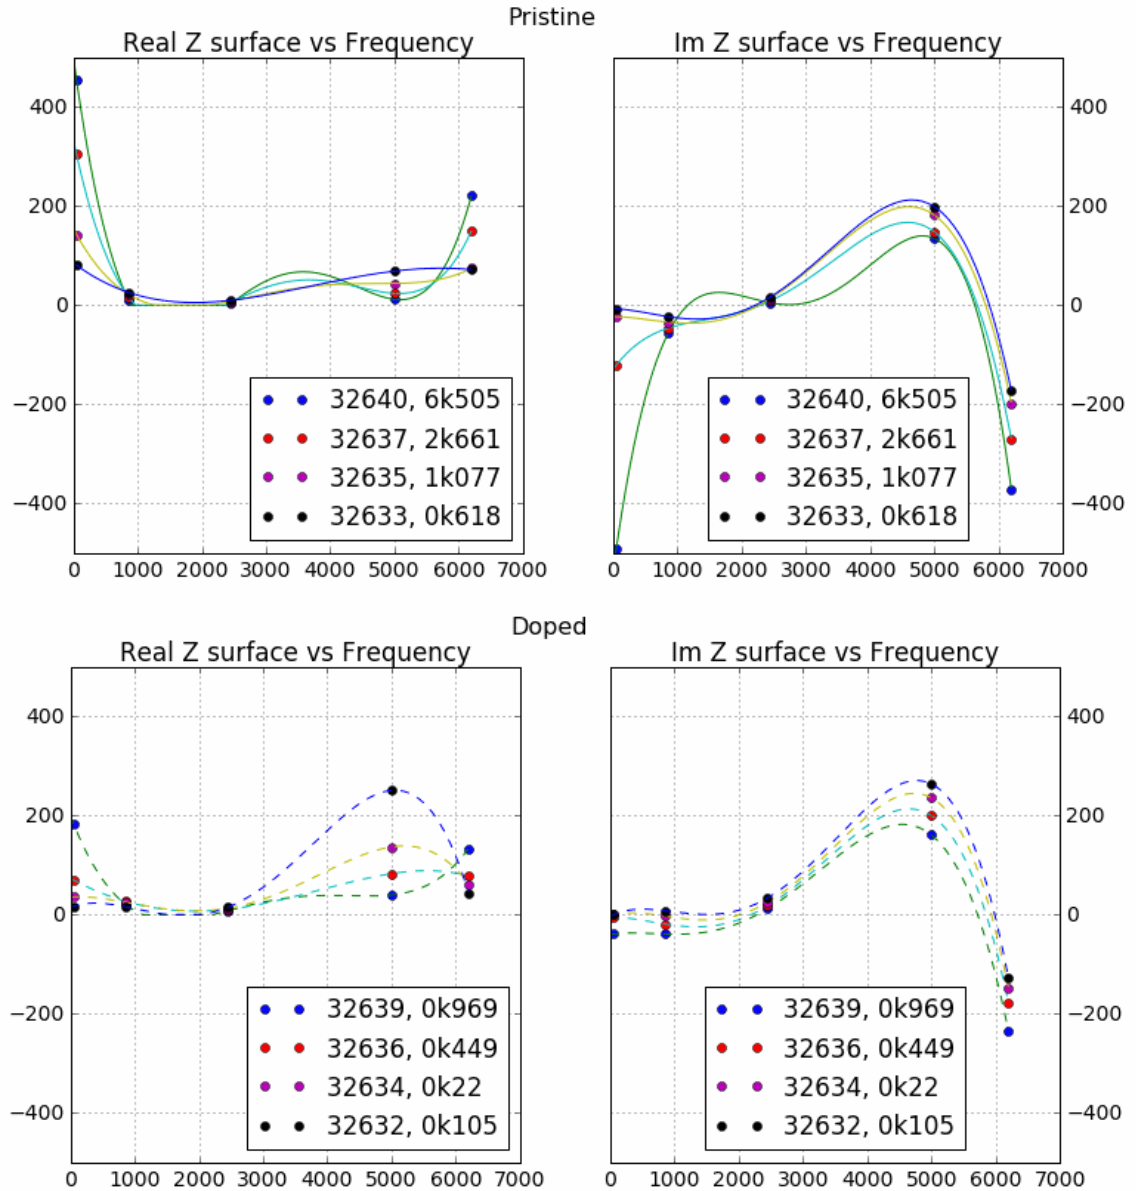 Pristine
Real Z surface vs Frequency
Im Z surface vs Frequency
400
200
0
−200
−400
400
200
0
−200
−400
32640, 6k505
32637, 2k661
32635, 1k077
32633, 0k618
32640, 6k505
32637, 2k661
32635, 1k077
32633, 0k618
0 1000 2000 3000 4000 5000 6000 7000
0 1000 2000 3000 4000 5000 6000 7000
Doped
Real Z surface vs Frequency
Im Z surface vs Frequency
400
200
0
−200
−400
400
200
0
−200
−400
32639, 0k969
32636, 0k449
32634, 0k22
32632, 0k105
32639, 0k969
32636, 0k449
32634, 0k22
32632, 0k105
0 1000 2000 3000 4000 5000 6000 7000
0 1000 2000 3000 4000 5000 6000 7000